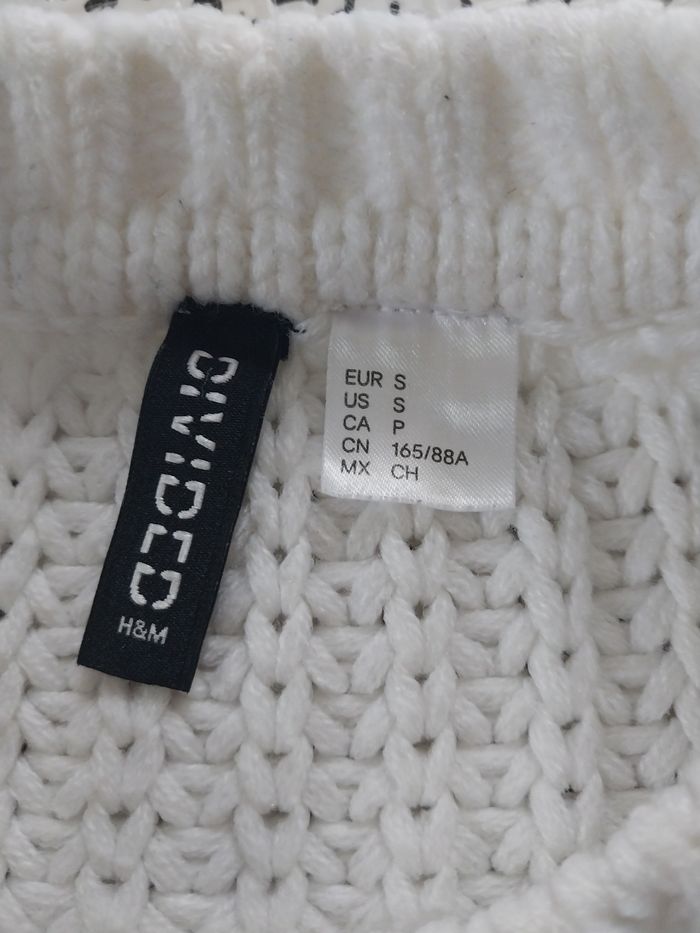 DIVIDED
H&M
EUR S
US S
CA P
CN 165/88A
MX CH